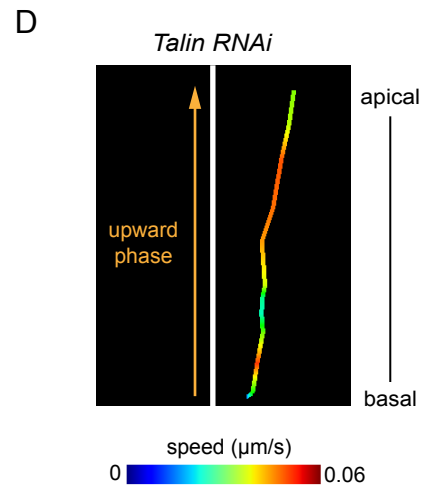 D
Talin RNAi
apical
upward
phase
basal
speed (µm/s)
0
0.06